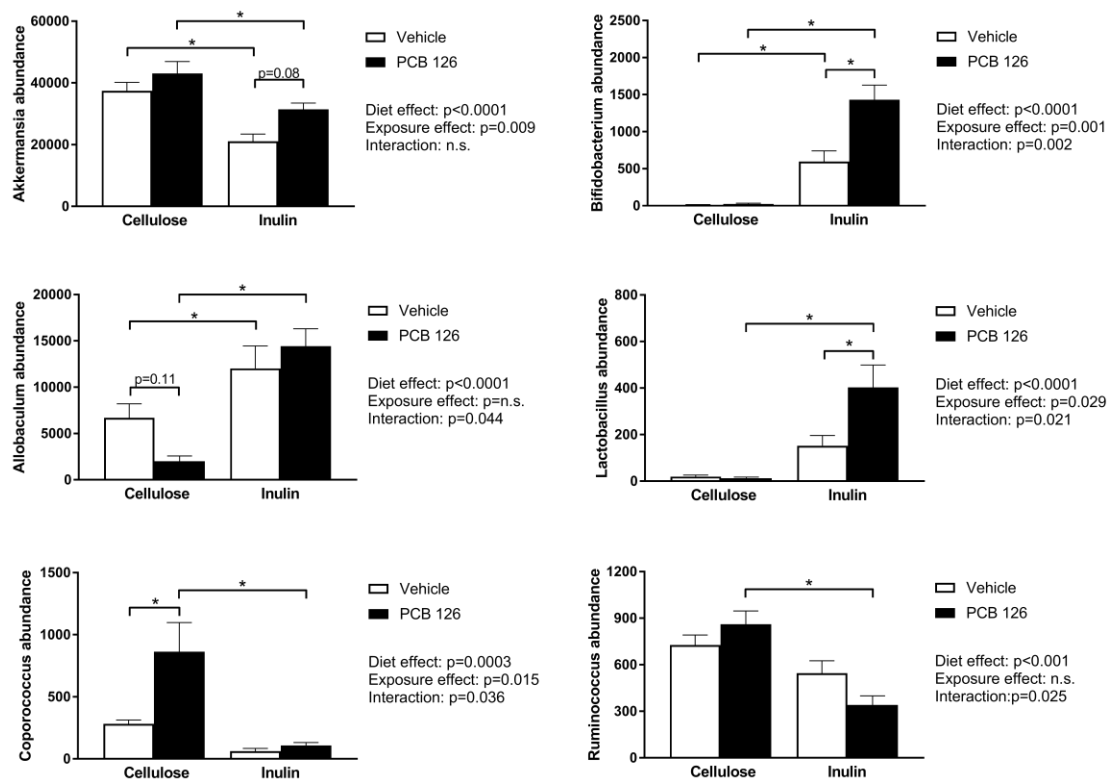 Akkermansia abundance
60000
40000
20000
0
*
*
p=0.08
Cellulose
Inulin
Vehicle
PCB 126
Diet effect: p<0.0001
Exposure effect: p=0.009
Interaction: n.s.
Bifidobacterium abundance
2500
2000
1500
1000
500
0
*
*
*
Cellulose
Inulin
Vehicle
PCB 126
Diet effect: p<0.0001
Exposure effect: p=0.001
Interaction: p=0.002
Allobaculum abundance
20000
15000
10000
5000
0
*
*
p=0.11
Cellulose
Inulin
Vehicle
PCB 126
Diet effect: p<0.0001
Exposure effect: p=n.s.
Interaction: p=0.044
Lactobacillus abundance
800
600
400
200
0
*
*
Cellulose
Inulin
Vehicle
PCB 126
Diet effect: p<0.0001
Exposure effect: p=0.029
Interaction: p=0.021
Coporococcus abundance
1500
1000
500
0
*
*
Cellulose
Inulin
Vehicle
PCB 126
Diet effect: p=0.0003
Exposure effect: p=0.015
Interaction: p=0.036
Ruminococcus abundance
1200
900
600
300
0
*
Cellulose
Inulin
Vehicle
PCB 126
Diet effect: p<0.001
Exposure effect: n.s.
Interaction:p=0.025